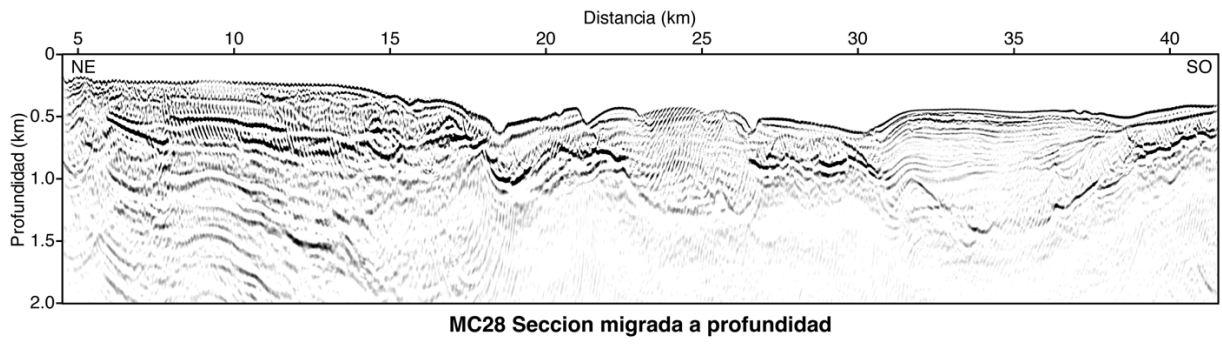 Distancia (km)
5 10 15 20 25 30 35 40
Profundidad (km)
0
0.5
1.0
1.5
2.0
NE
SO
MC28 Seccion migrada a profundidad